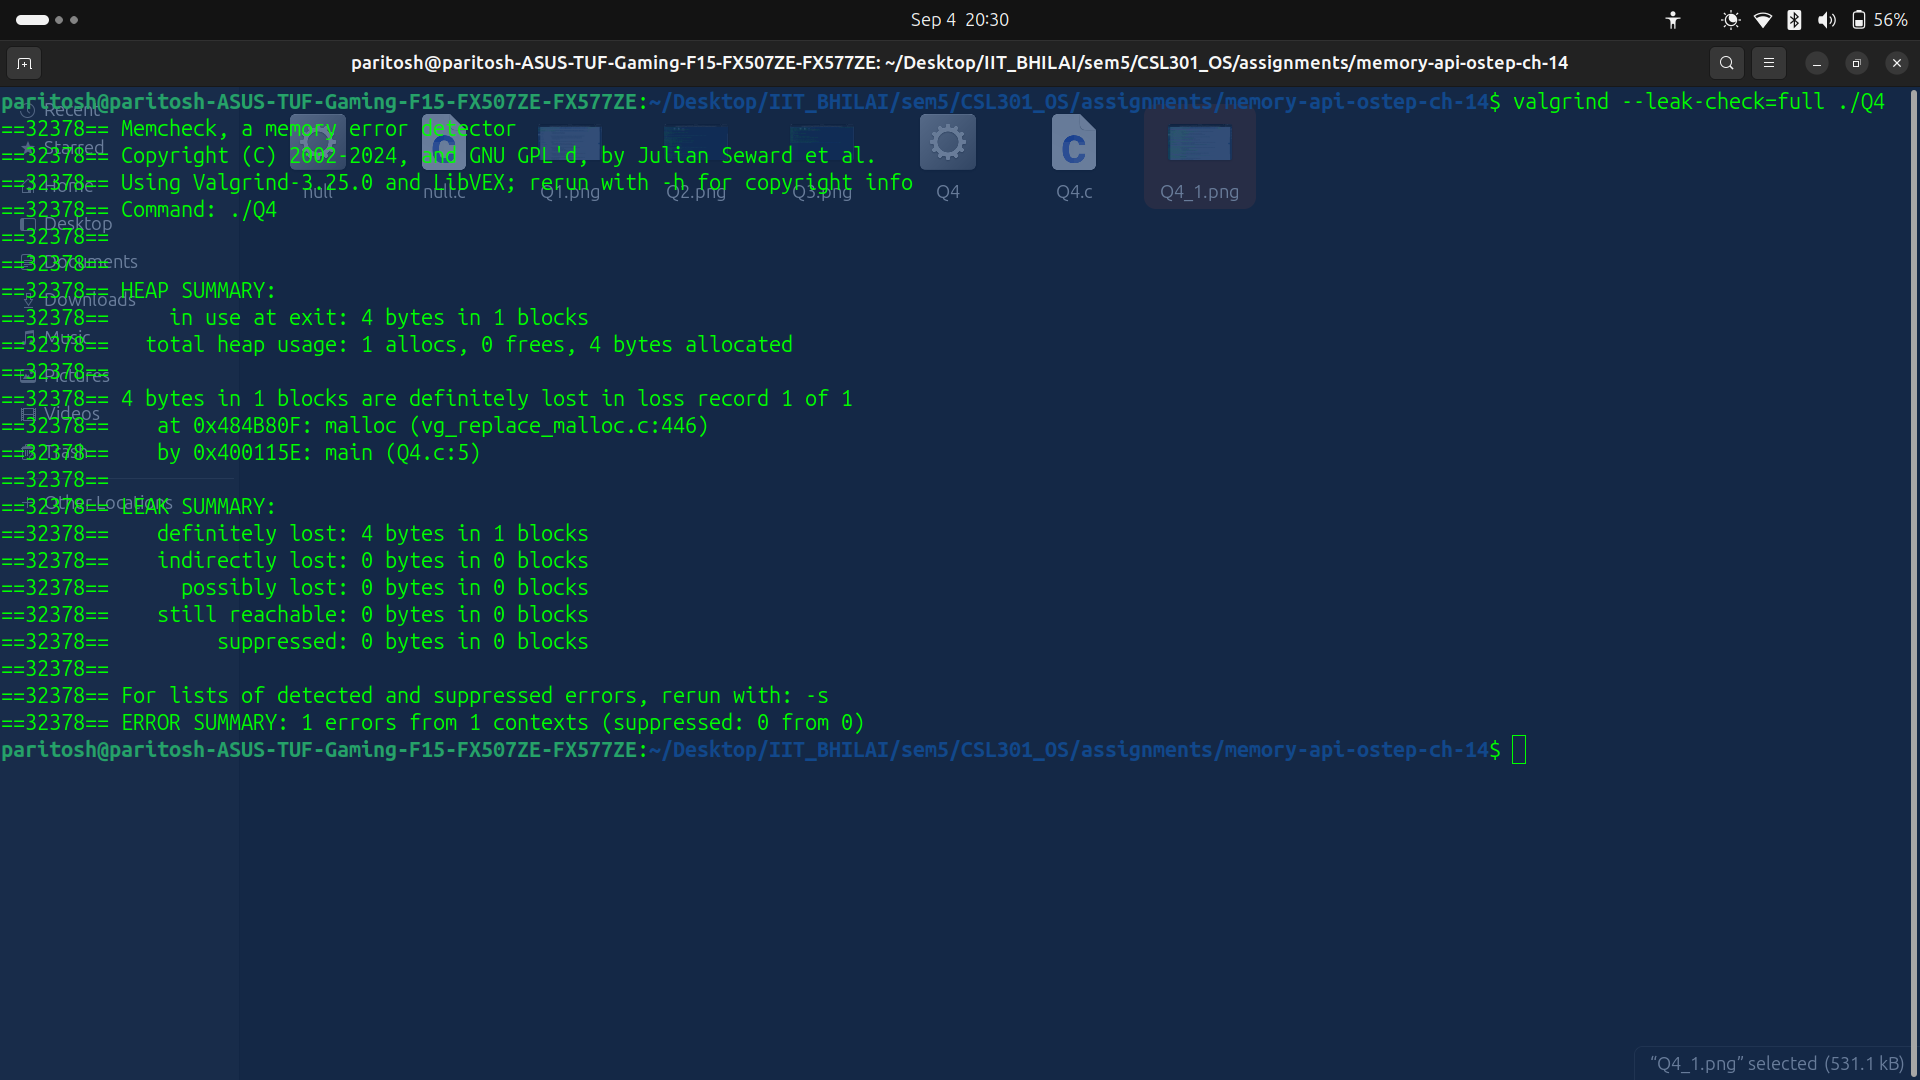 Sep 4 20:30
56%
paritosh@paritosh-ASUS-TUF-Gaming-F15-FX507ZE-FX577ZE: ~/Desktop/IIT_BHILAI/sem5/CSL301_OS/assignments/memory-api-ostep-ch-14
paritosh@paritosh-ASUS-TUF-Gaming-F15-FX507ZE-FX577ZE:~/Desktop/IIT_BHILAI/sem5/CSL301_OS/assignments/memory-api-ostep-ch-14$ valgrind --leak-check=full ./Q4
==32378== Memcheck, a memory error detector
==32378== Copyright (C) 2002-2024, and GNU GPL'd, by Julian Seward et al.
==32378== Using Valgrind-3.25.0 and LibVEX; rerun with -h for copyright info
==32378== Command: ./Q4
==32378==
==32378==
==32378== HEAP SUMMARY:
==32378==     in use at exit: 4 bytes in 1 blocks
==32378==   total heap usage: 1 allocs, 0 frees, 4 bytes allocated
==32378==
==32378== 4 bytes in 1 blocks are definitely lost in loss record 1 of 1
==32378==    at 0x484B80F: malloc (vg_replace_malloc.c:446)
==32378==    by 0x400115E: main (Q4.c:5)
==32378==
==32378== LEAK SUMMARY:
==32378==    definitely lost: 4 bytes in 1 blocks
==32378==    indirectly lost: 0 bytes in 0 blocks
==32378==      possibly lost: 0 bytes in 0 blocks
==32378==    still reachable: 0 bytes in 0 blocks
==32378==         suppressed: 0 bytes in 0 blocks
==32378==
==32378== For lists of detected and suppressed errors, rerun with: -s
==32378== ERROR SUMMARY: 1 errors from 1 contexts (suppressed: 0 from 0)
paritosh@paritosh-ASUS-TUF-Gaming-F15-FX507ZE-FX577ZE:~/Desktop/IIT_BHILAI/sem5/CSL301_OS/assignments/memory-api-ostep-ch-14$
Recent
Starred
Home
Desktop
Documents
Downloads
Music
Pictures
Videos
Trash
Other Locations
null
null.c
Q1.png
Q2.png
Q3.png
Q4
Q4.c
Q4_1.png
“Q4_1.png” selected (531.1 kB)